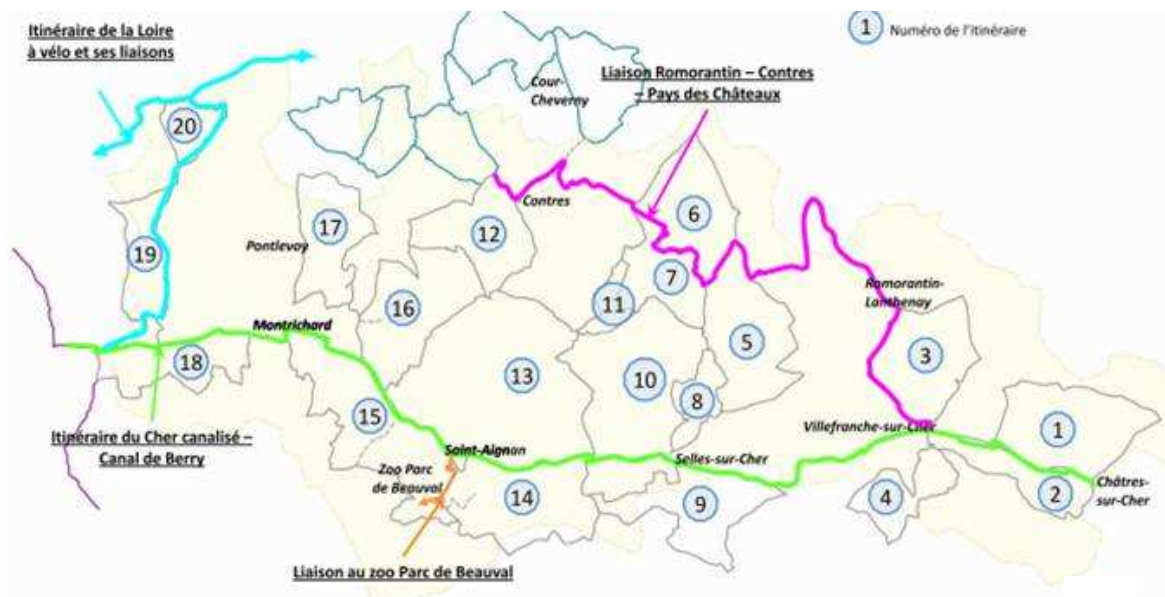 Itinéraire de la Loire
à vélo et ses liaisons
1 Numéro de l'itinéraire
Liaison Romorantin – Contres
– Pays des Châteaux
Cour-
Cheverny
20
6
Contres
12
17
Pontlevoy
19
7
Romorantin-
Lanthenay
11
16
Montrichard
5
3
18
13
10
8
15
Villefranche-sur-Cher
1
Itinéraire du Cher canalisé –
Canal de Berry
Saint-Aignan
Selles-sur-Cher
Zoo Parc
de Beauval
14
9
4
2
Châtres-
sur-Cher
Liaison au zoo Parc de Beauval